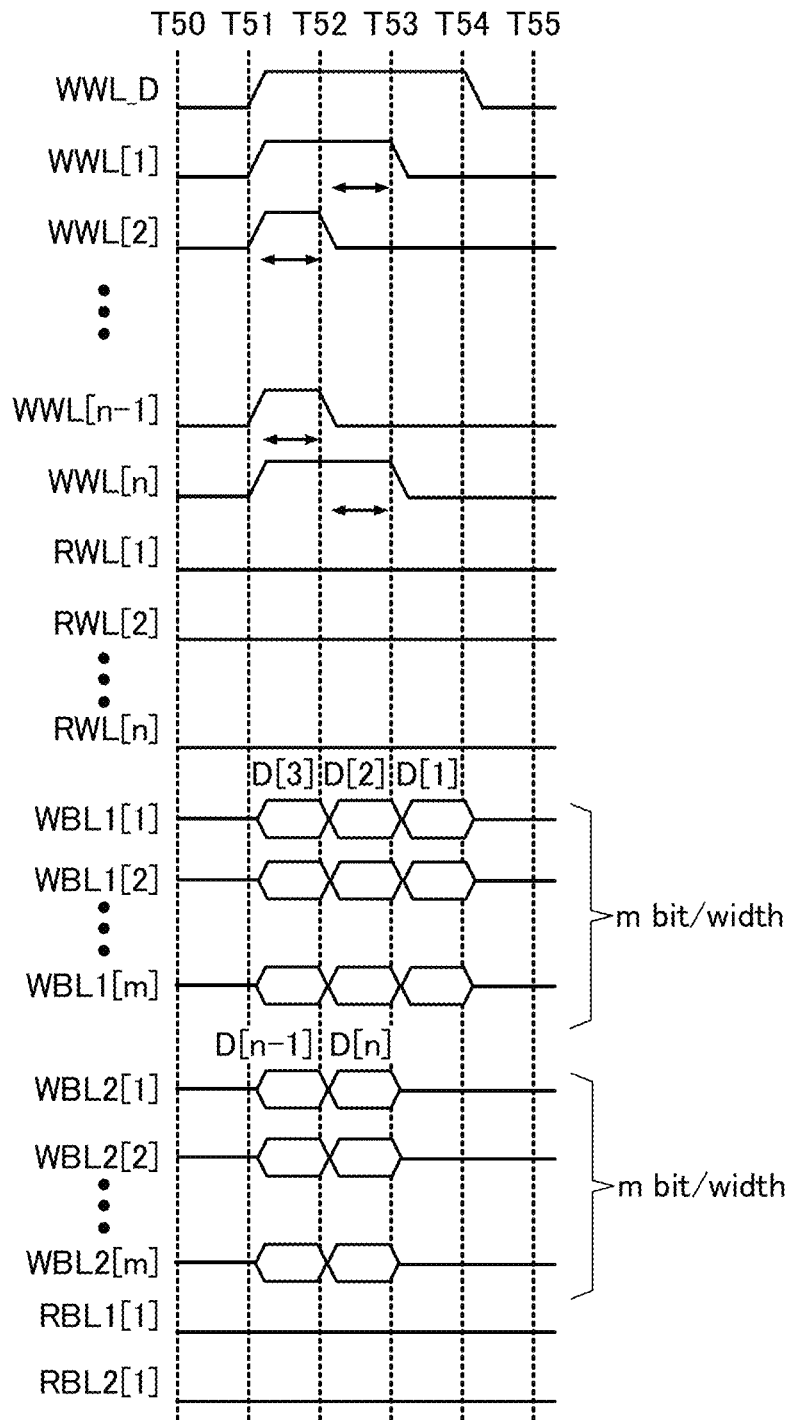 T50 T51 T52 T53 T54 T55
WWL_D
WWL[1]
WWL[2]
WWL[n-1]
WWL[n]
RWL[1]
RWL[2]
RWL[n]
D[3] D[2] D[1]
WBL1[1]
WBL1[2]
m bit/width
WBL1[m]
D[n-1] D[n]
WBL2[1]
WBL2[2]
m bit/width
WBL2[m]
RBL1[1]
RBL2[1]